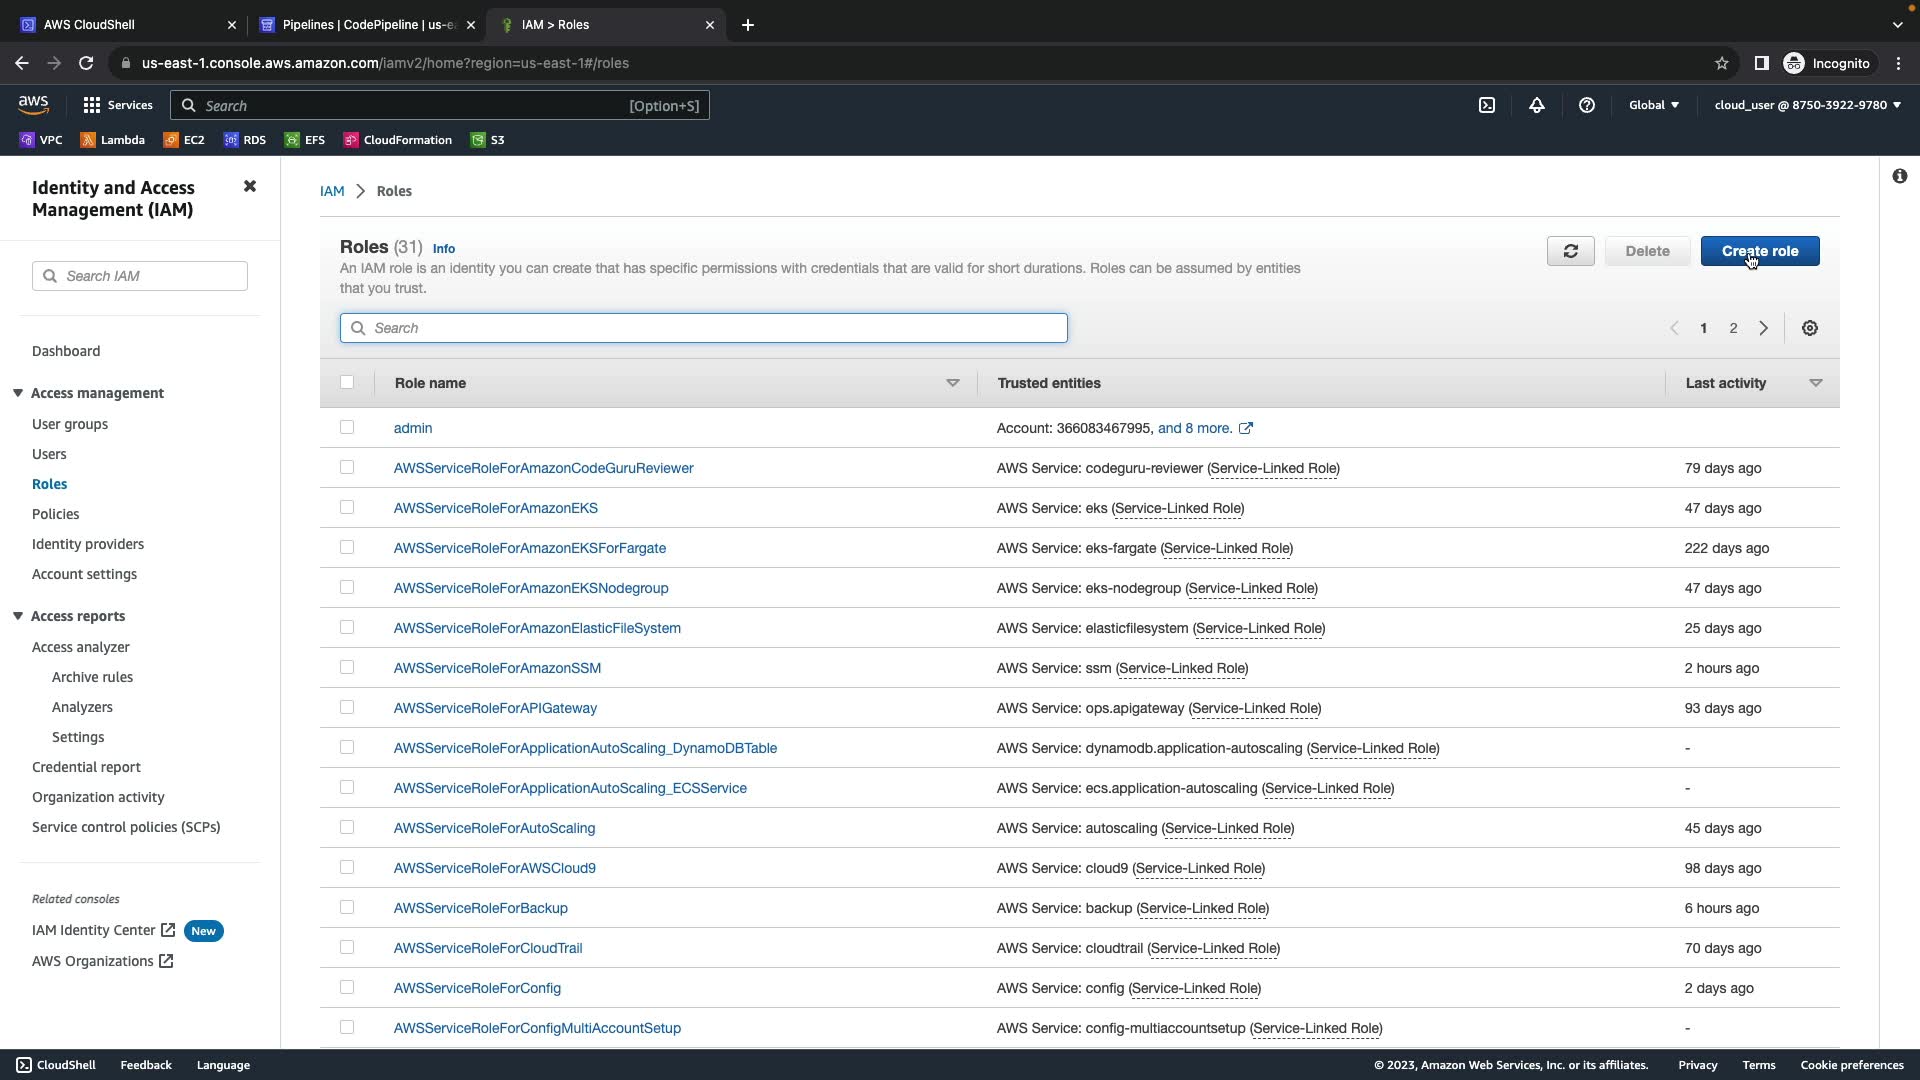 AWS CloudShell
Pipelines | CodePipeline | us-ea
IAM > Roles
us-east-1.console.aws.amazon.com/iamv2/home?region=us-east-1#/roles
Incognito
aws
Services
Search
[Option+S]
Global
cloud_user @ 8750-3922-9780
VPC
Lambda
EC2
RDS
EFS
CloudFormation
S3
Identity and Access
Management (IAM)
Search IAM
Dashboard
Access management
User groups
Users
Roles
Policies
Identity providers
Account settings
Access reports
Access analyzer
Archive rules
Analyzers
Settings
Credential report
Organization activity
Service control policies (SCPs)
Related consoles
IAM Identity Center New
AWS Organizations
IAM > Roles
Roles (31) Info
An IAM role is an identity you can create that has specific permissions with credentials that are valid for short durations. Roles can be assumed by entities
that you trust.
Delete
Create role
Search
1 2
Role name Trusted entities Last activity
admin Account: 366083467995, and 8 more.
AWSServiceRoleForAmazonCodeGuruReviewer AWS Service: codeguru-reviewer (Service-Linked Role) 79 days ago
AWSServiceRoleForAmazonEKS AWS Service: eks (Service-Linked Role) 47 days ago
AWSServiceRoleForAmazonEKSForFargate AWS Service: eks-fargate (Service-Linked Role) 222 days ago
AWSServiceRoleForAmazonEKSNodegroup AWS Service: eks-nodegroup (Service-Linked Role) 47 days ago
AWSServiceRoleForAmazonElasticFileSystem AWS Service: elasticfilesystem (Service-Linked Role) 25 days ago
AWSServiceRoleForAmazonSSM AWS Service: ssm (Service-Linked Role) 2 hours ago
AWSServiceRoleForAPIGateway AWS Service: ops.apigateway (Service-Linked Role) 93 days ago
AWSServiceRoleForApplicationAutoScaling_DynamoDBTable AWS Service: dynamodb.application-autoscaling (Service-Linked Role) -
AWSServiceRoleForApplicationAutoScaling_ECSService AWS Service: ecs.application-autoscaling (Service-Linked Role) -
AWSServiceRoleForAutoScaling AWS Service: autoscaling (Service-Linked Role) 45 days ago
AWSServiceRoleForAWSCloud9 AWS Service: cloud9 (Service-Linked Role) 98 days ago
AWSServiceRoleForBackup AWS Service: backup (Service-Linked Role) 6 hours ago
AWSServiceRoleForCloudTrail AWS Service: cloudtrail (Service-Linked Role) 70 days ago
AWSServiceRoleForConfig AWS Service: config (Service-Linked Role) 2 days ago
AWSServiceRoleForConfigMultiAccountSetup AWS Service: config-multiaccountsetup (Service-Linked Role) -
CloudShell
Feedback
Language
© 2023, Amazon Web Services, Inc. or its affiliates.
Privacy
Terms
Cookie preferences